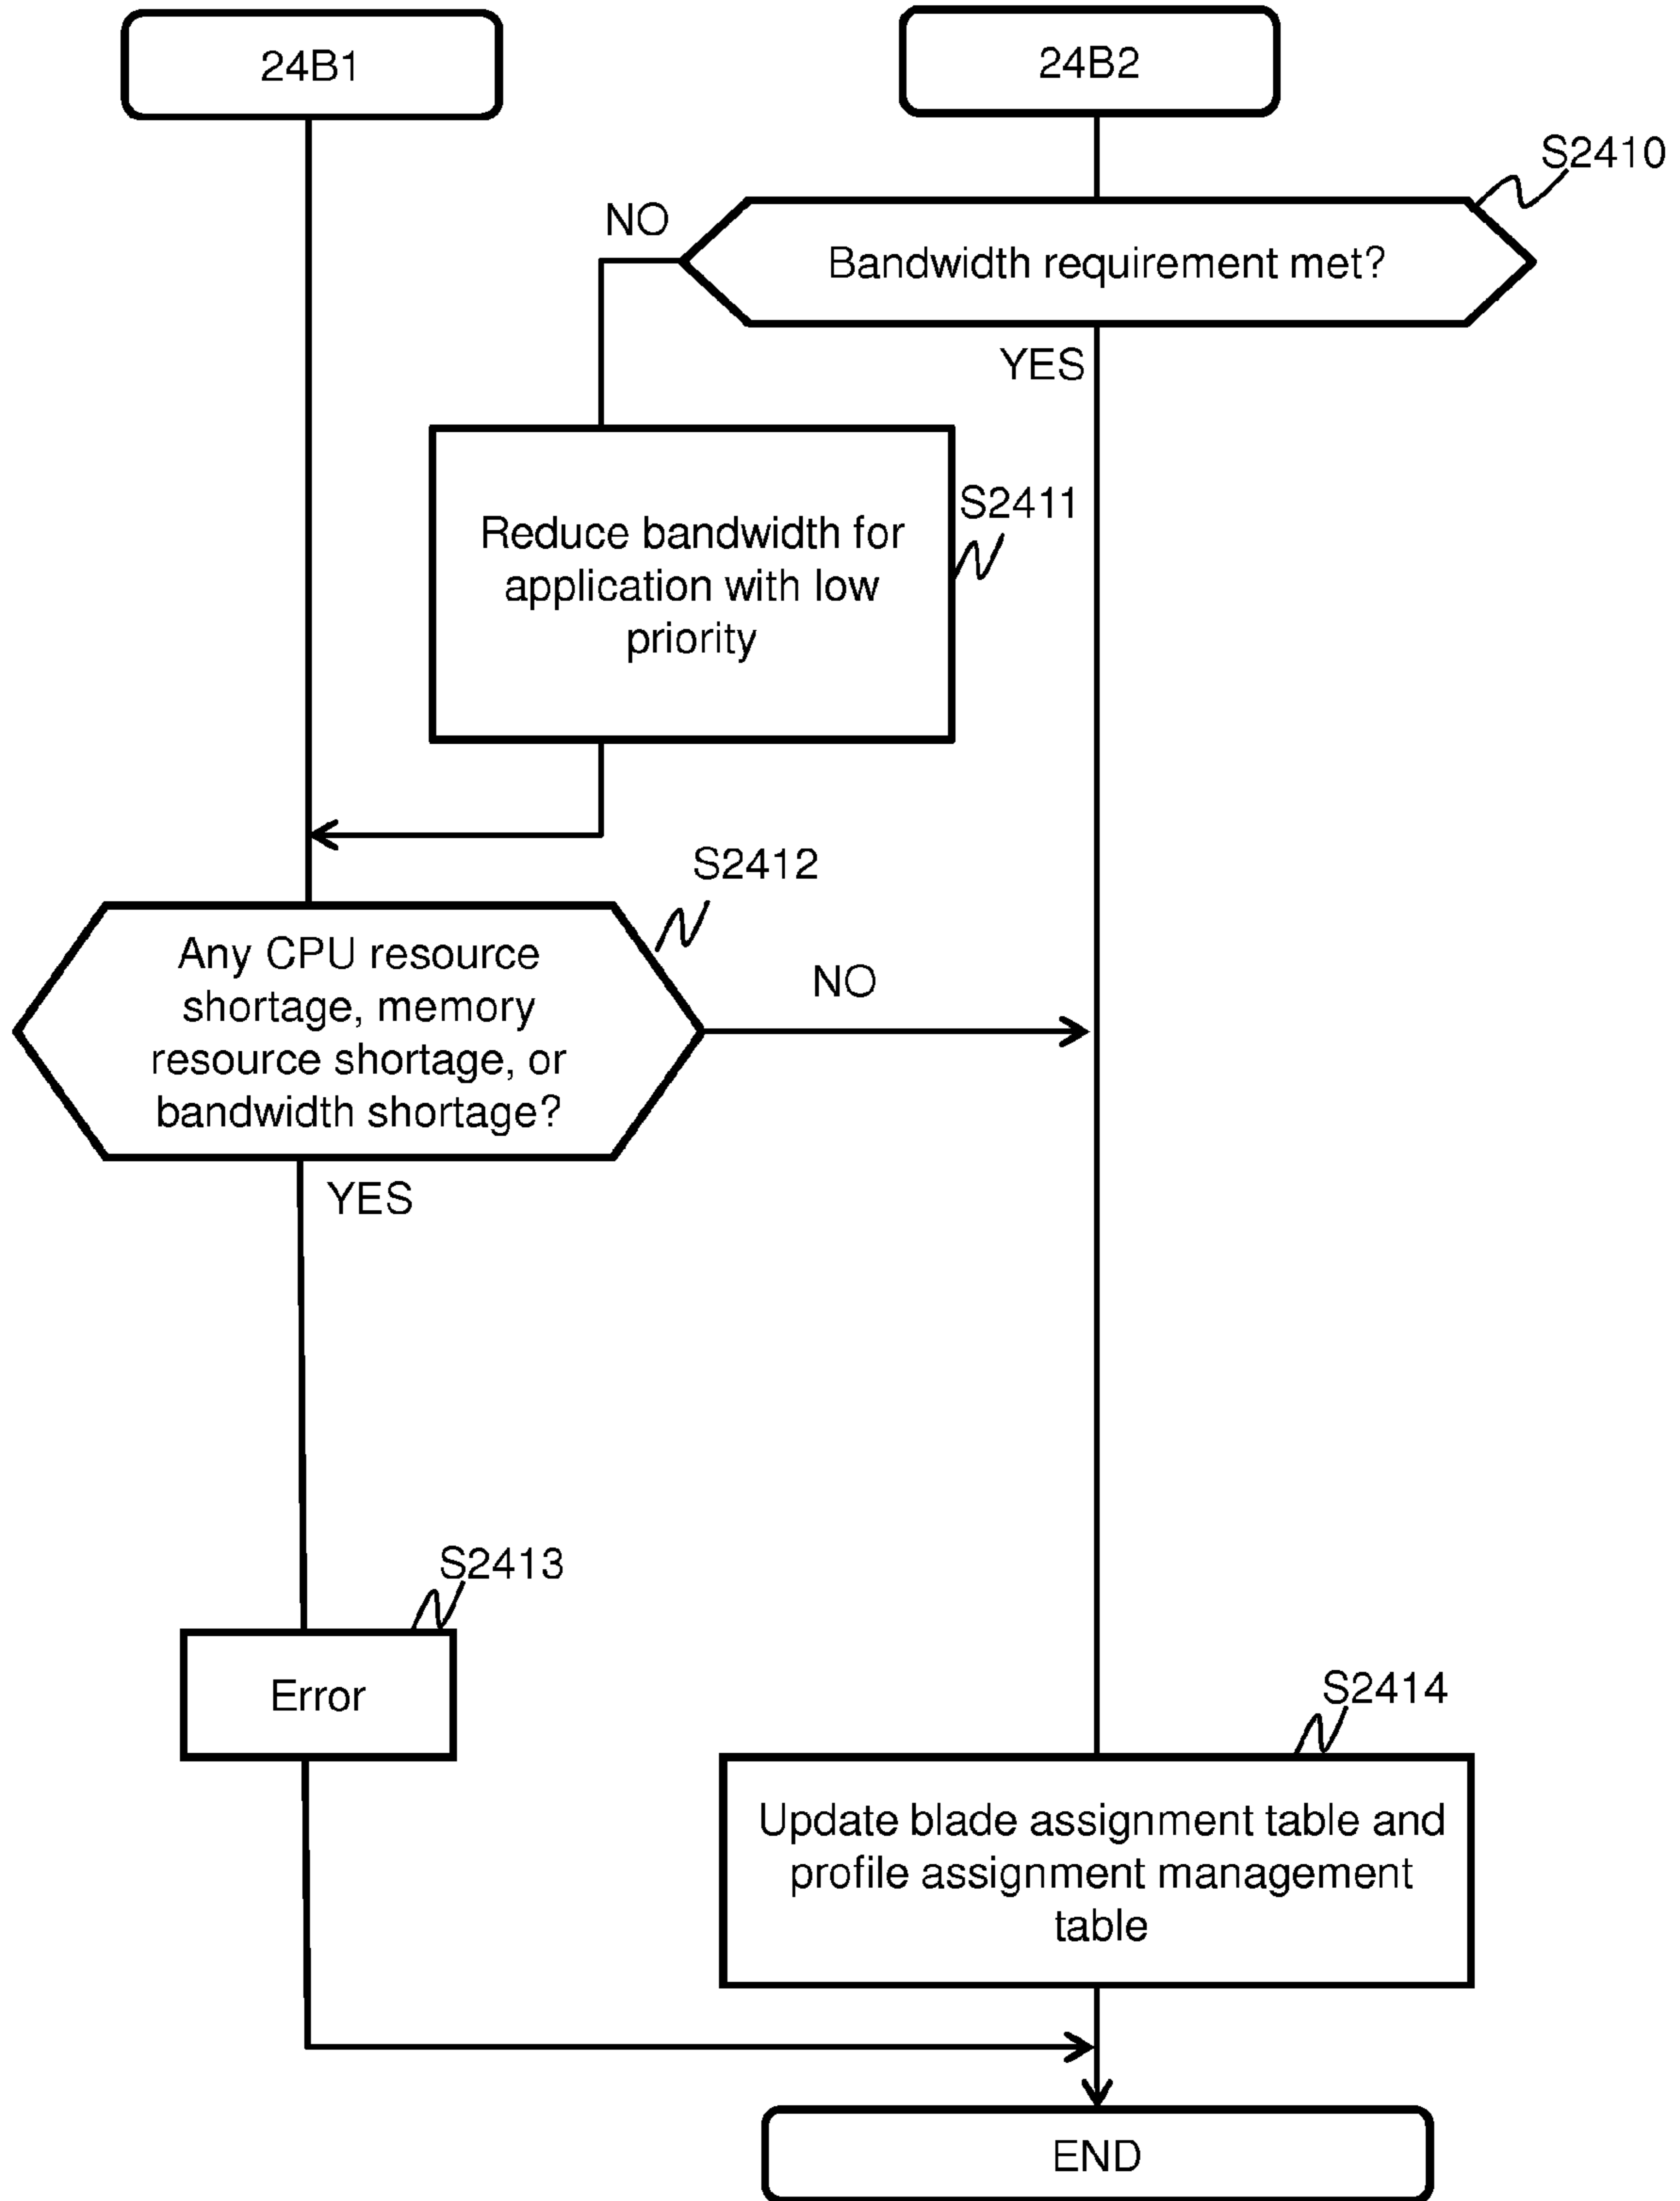 24B1
24B2
S2410
NO
Bandwidth requirement met?
YES
S2411
Reduce bandwidth for
application with low
priority
S2412
Any CPU resource
shortage, memory
resource shortage, or
bandwidth shortage?
NO
YES
S2413
Error
S2414
Update blade assignment table and
profile assignment management
table
END